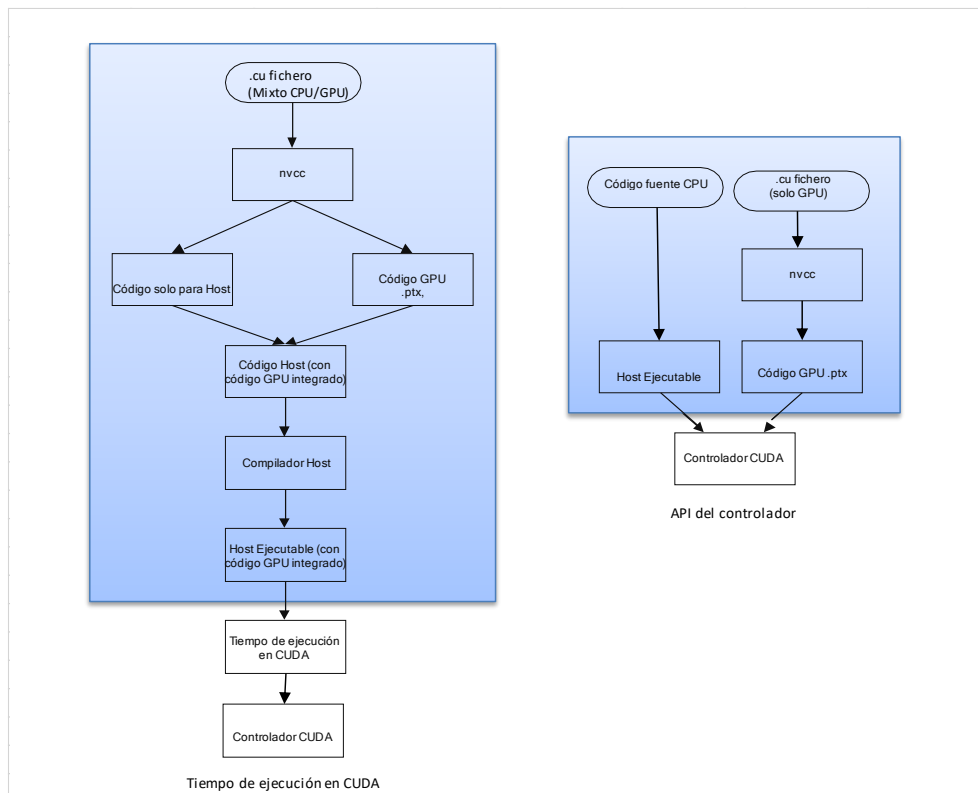 .cu fichero
(Mixto CPU/GPU)
nvcc
Código solo para Host
Código GPU
.ptx,
Código Host (con
código GPU integrado)
Compilador Host
Host Ejecutable (con
código GPU integrado)
Tiempo de ejecución
en CUDA
Controlador CUDA
Tiempo de ejecución en CUDA
Código fuente CPU
.cu fichero
(solo GPU)
nvcc
Host Ejecutable
Código GPU .ptx
Controlador CUDA
API del controlador